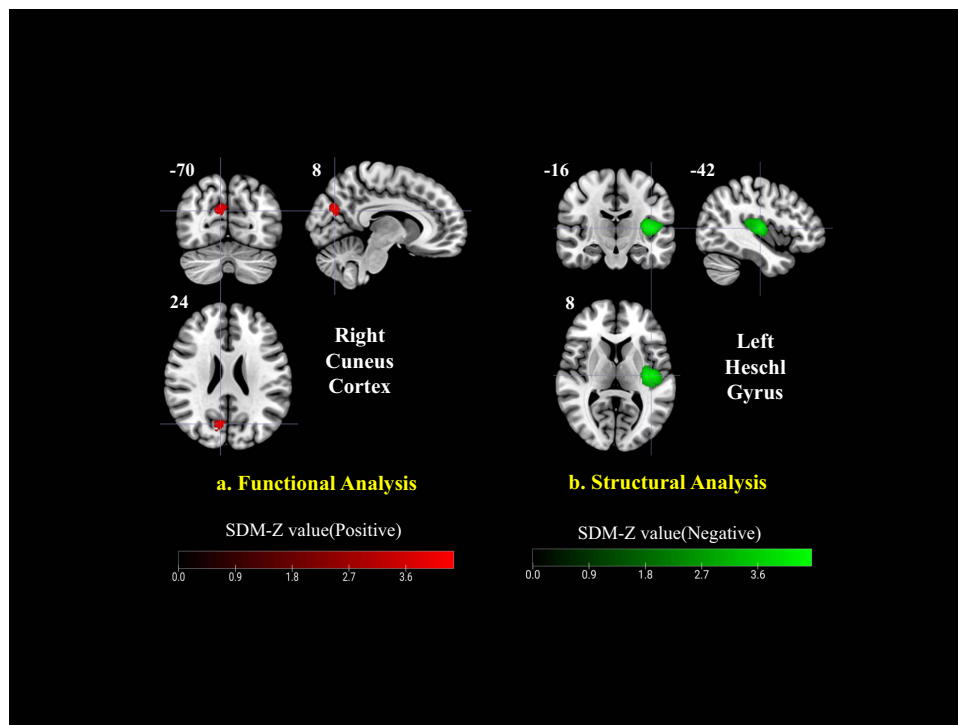 -70
8
24
Right
Cuneus
Cortex
a. Functional Analysis
SDM-Z value(Positive)
0.0 0.9 1.8 2.7 3.6
-16
-42
8
Left
Heschl
Gyrus
b. Structural Analysis
SDM-Z value(Negative)
0.0 0.9 1.8 2.7 3.6